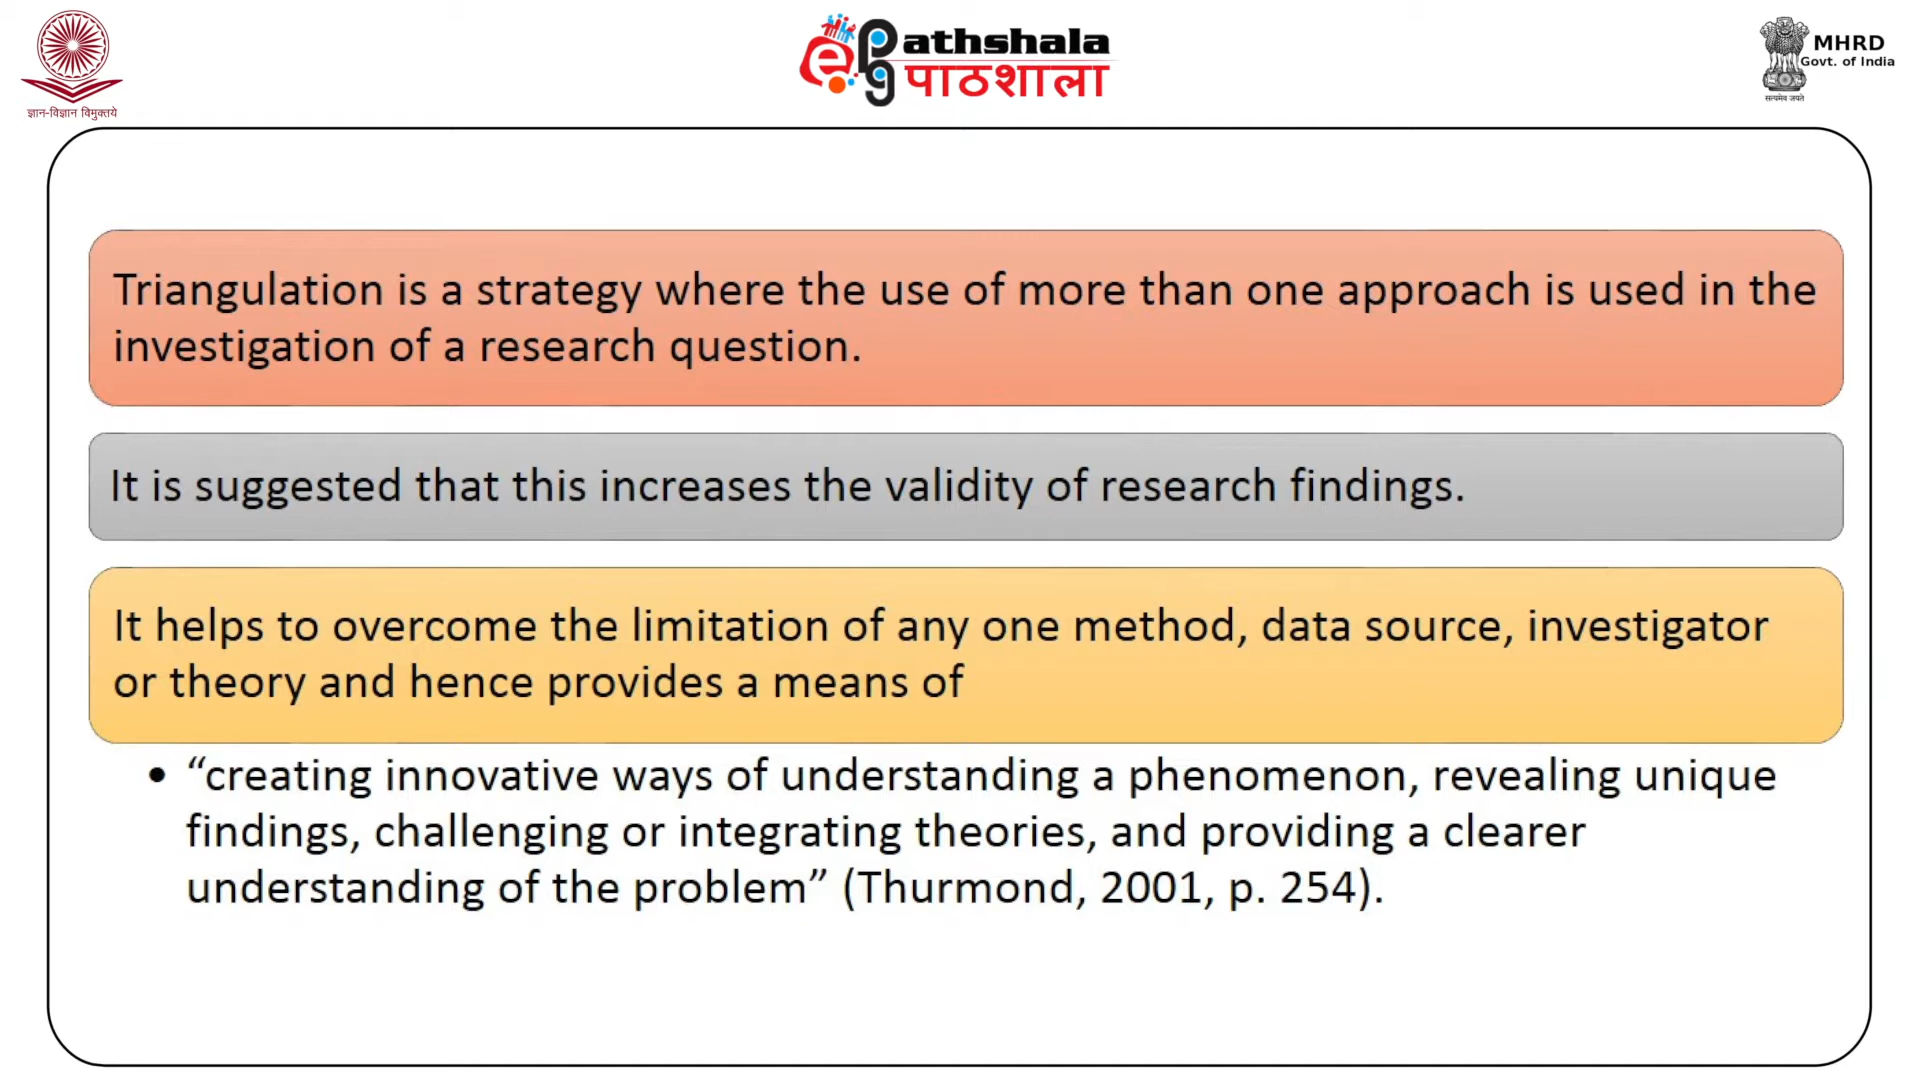 ज्ञान-विज्ञान विमुक्तये
e pg athshala
पाठशाला
MHRD
Govt. of India
सत्यमेव जयते
Triangulation is a strategy where the use of more than one approach is used in the
investigation of a research question.
It is suggested that this increases the validity of research findings.
It helps to overcome the limitation of any one method, data source, investigator
or theory and hence provides a means of
• “creating innovative ways of understanding a phenomenon, revealing unique
findings, challenging or integrating theories, and providing a clearer
understanding of the problem” (Thurmond, 2001, p. 254).